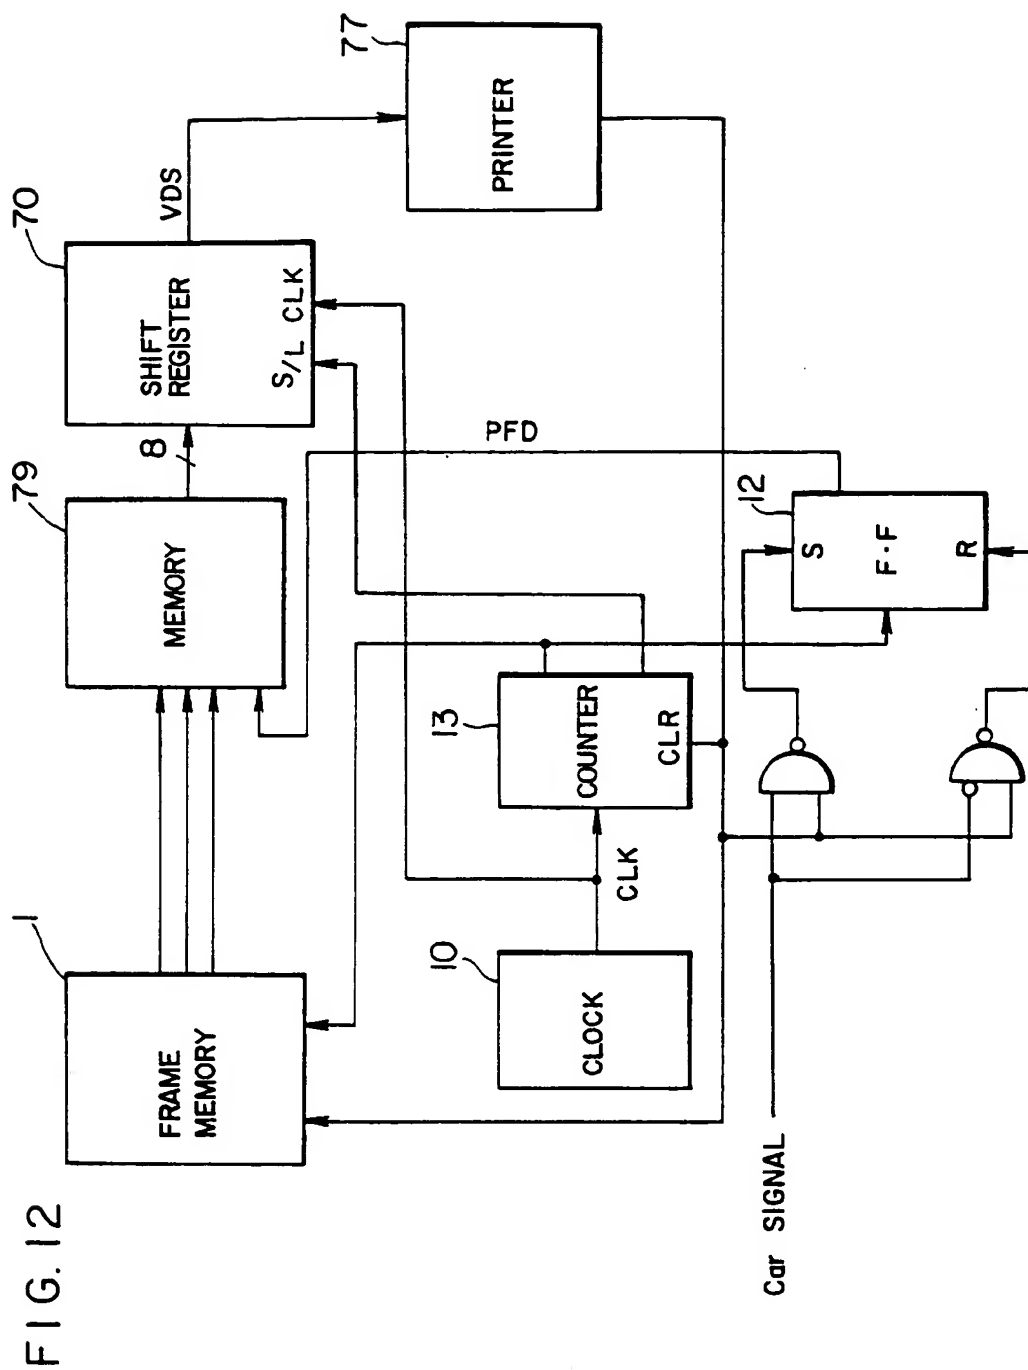 FIG. 12
1
FRAME
MEMORY
79
MEMORY
8
70
SHIFT
REGISTER
S/L CLK
VDS
77
PRINTER
10
CLOCK
CLK
13
COUNTER
CLR
PFD
12
S
F·F
R
Car SIGNAL